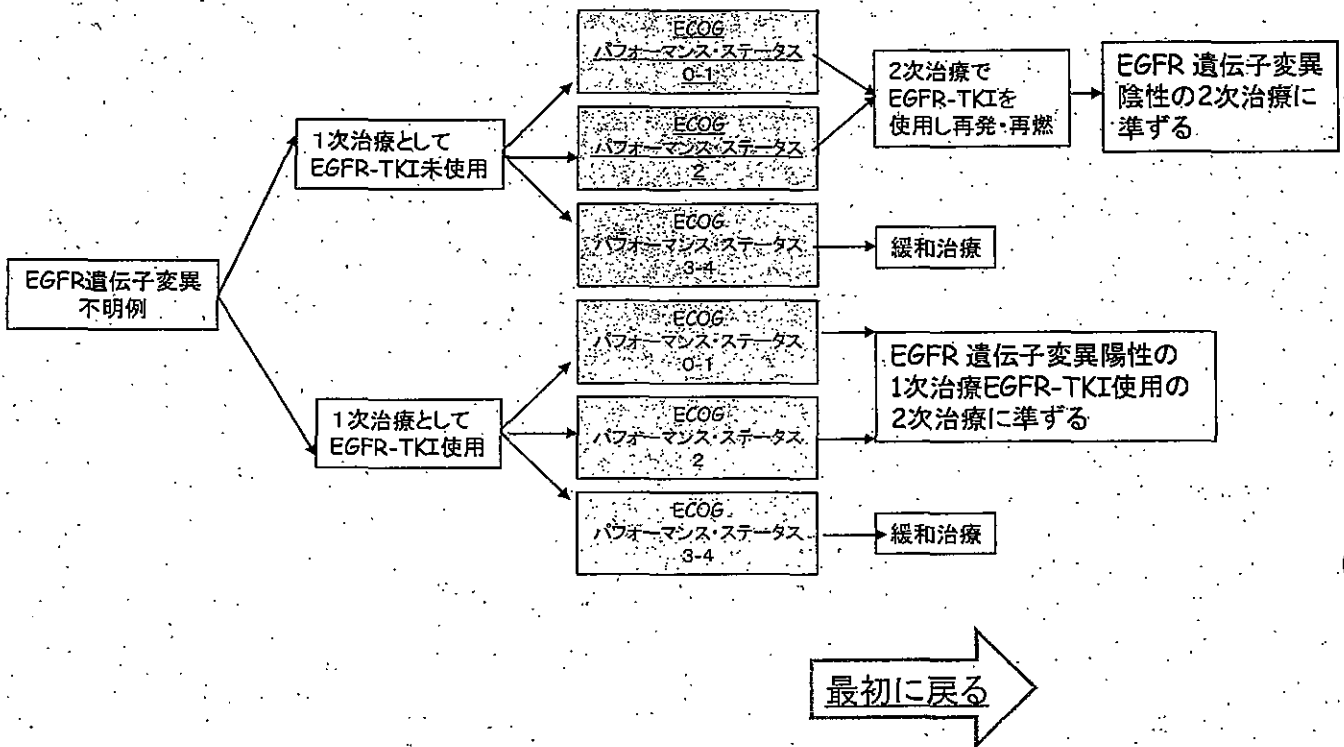 EGFR遺伝子変異
不明例
1次治療として
EGFR-TKI未使用
ECOG
パフォーマンス・ステータス
0-1
ECOG
パフォーマンス・ステータス
2
ECOG
パフォーマンス・ステータス
3-4
2次治療で
EGFR-TKIを
使用し再発・再燃
EGFR 遺伝子変異
陰性の2次治療に
準ずる
緩和治療
1次治療として
EGFR-TKI使用
ECOG
パフォーマンス・ステータス
0-1
ECOG
パフォーマンス・ステータス
2
ECOG
パフォーマンス・ステータス
3-4
EGFR 遺伝子変異陽性の
1次治療EGFR-TKI使用の
2次治療に準ずる
緩和治療
最初に戻る